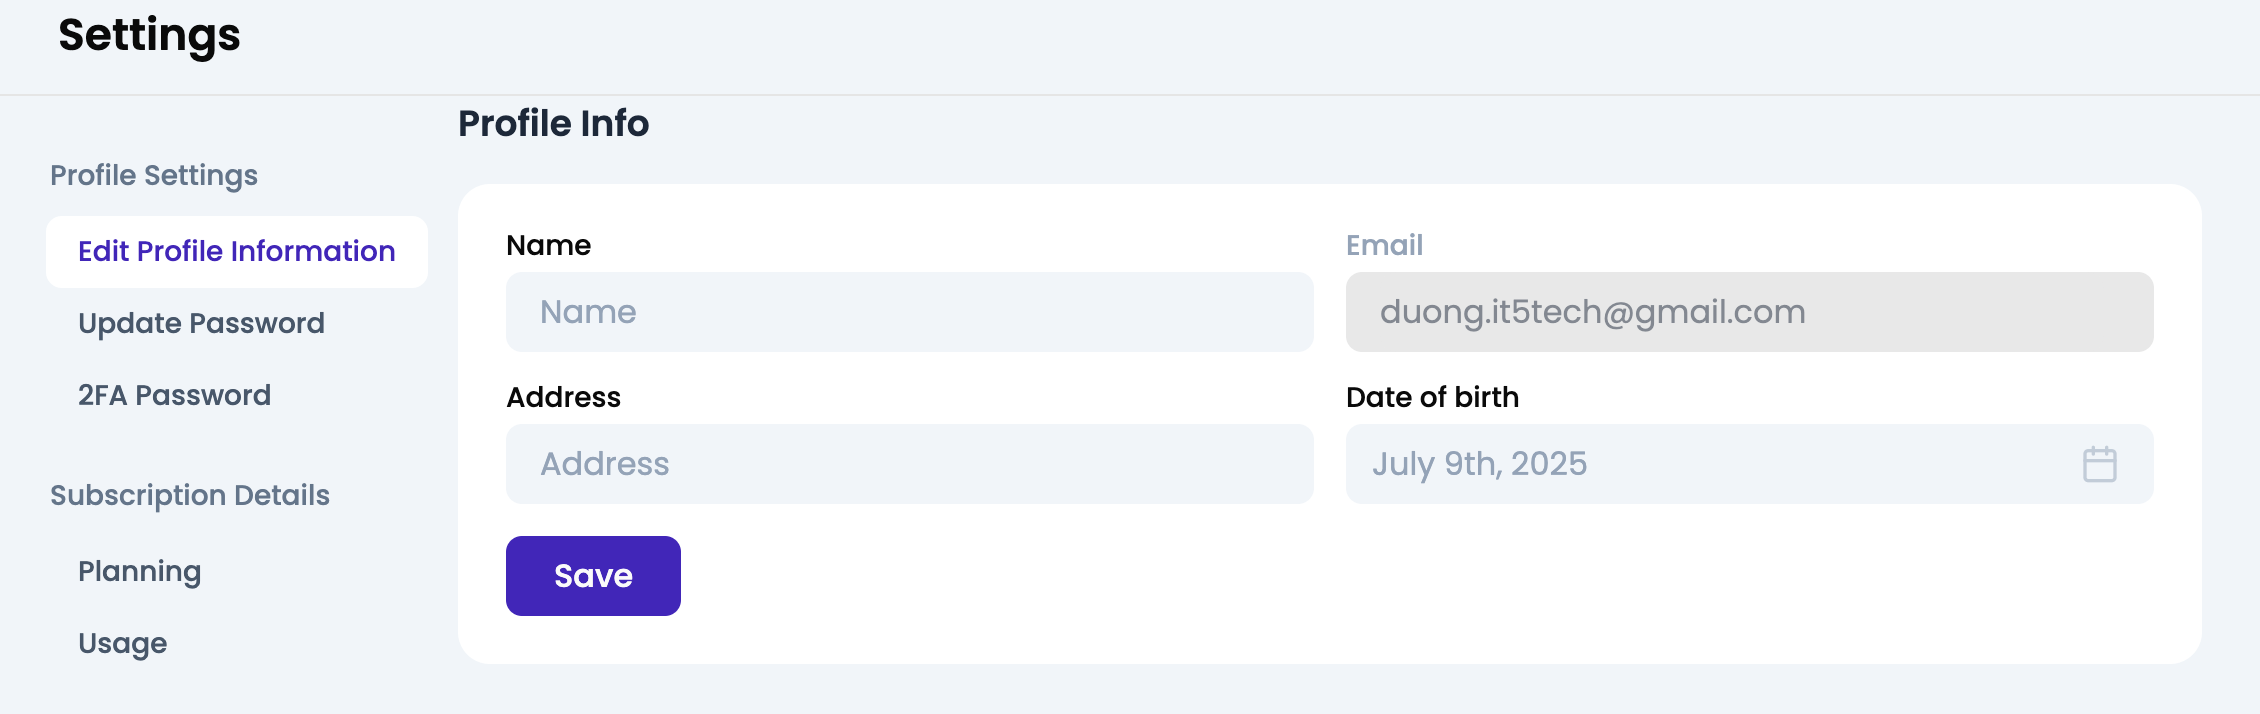 Settings
Profile Settings
Edit Profile Information
Update Password
2FA Password
Subscription Details
Planning
Usage
Profile Info
Name
Name
Email
duong.it5tech@gmail.com
Address
Address
Date of birth
July 9th, 2025
Save